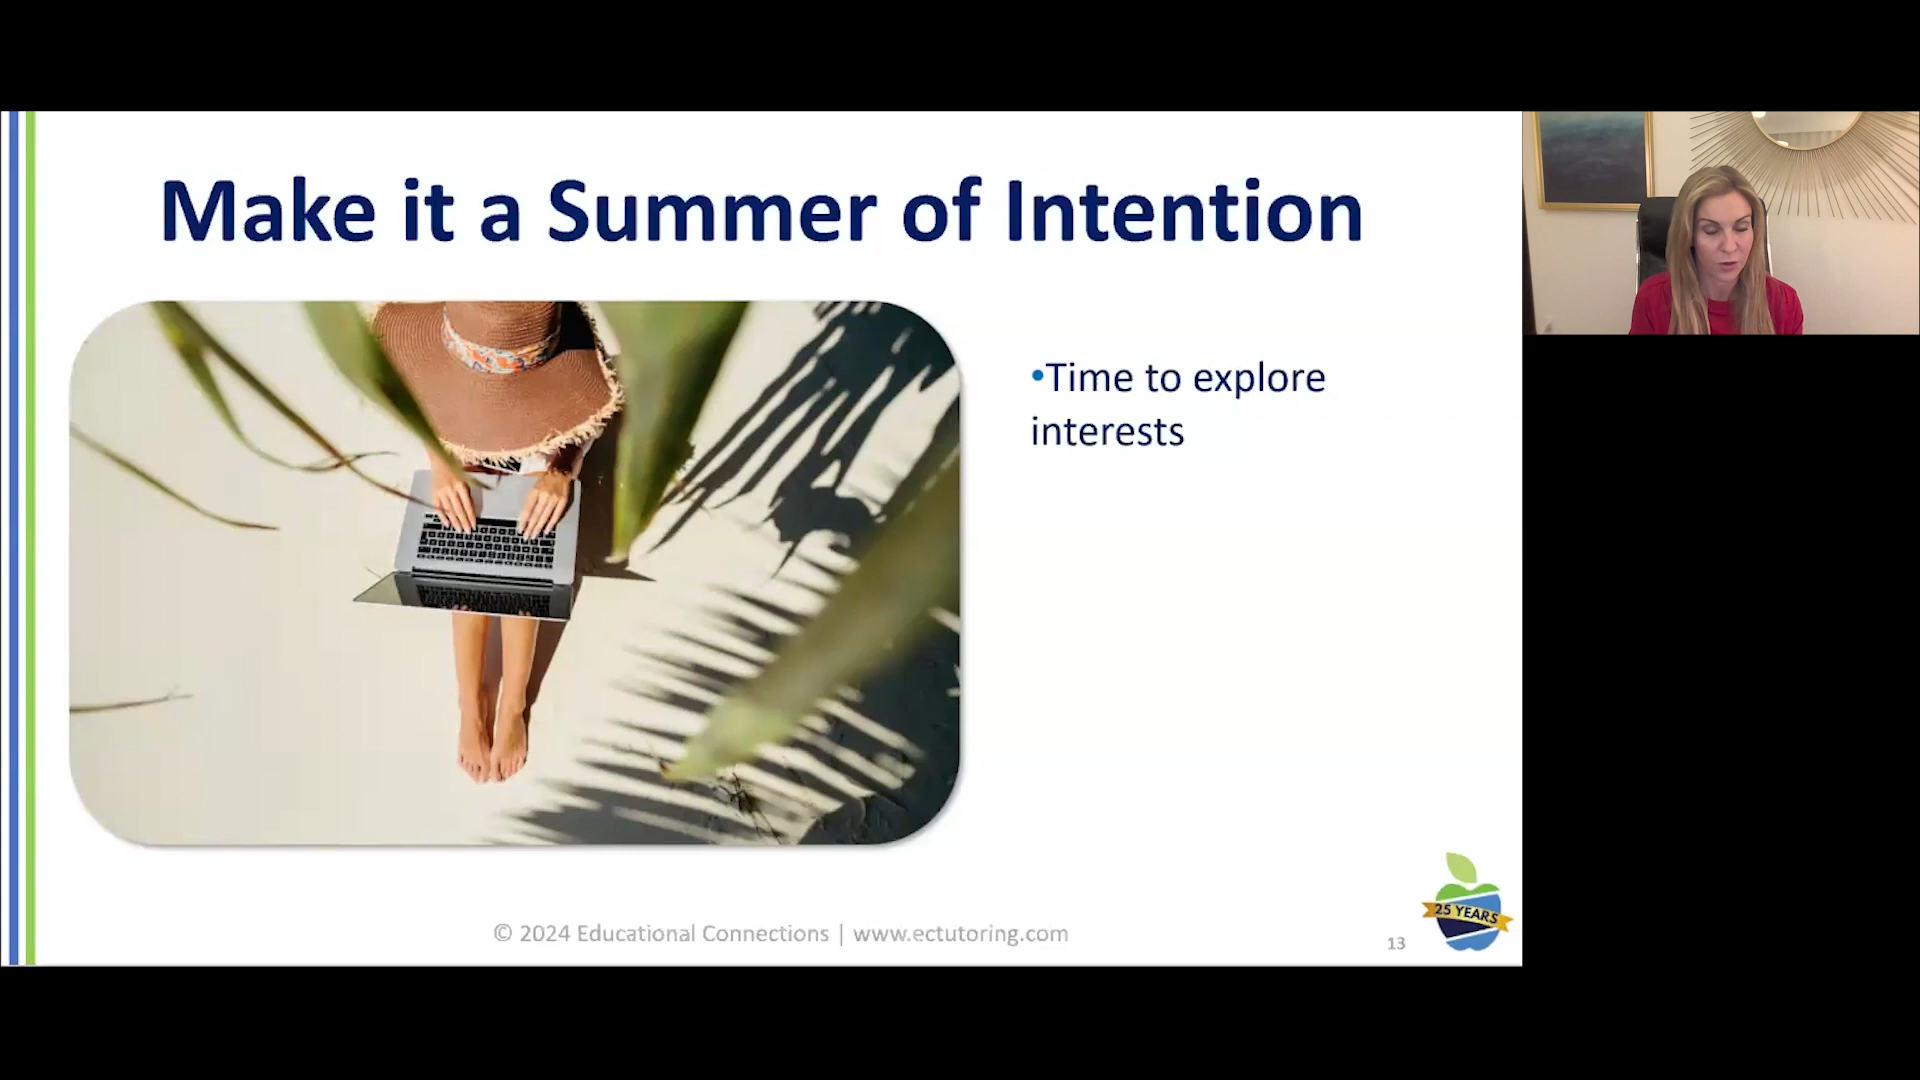 Make it a Summer of Intention
•Time to explore
interests
© 2024 Educational Connections | www.ectutoring.com
13
25 YEARS